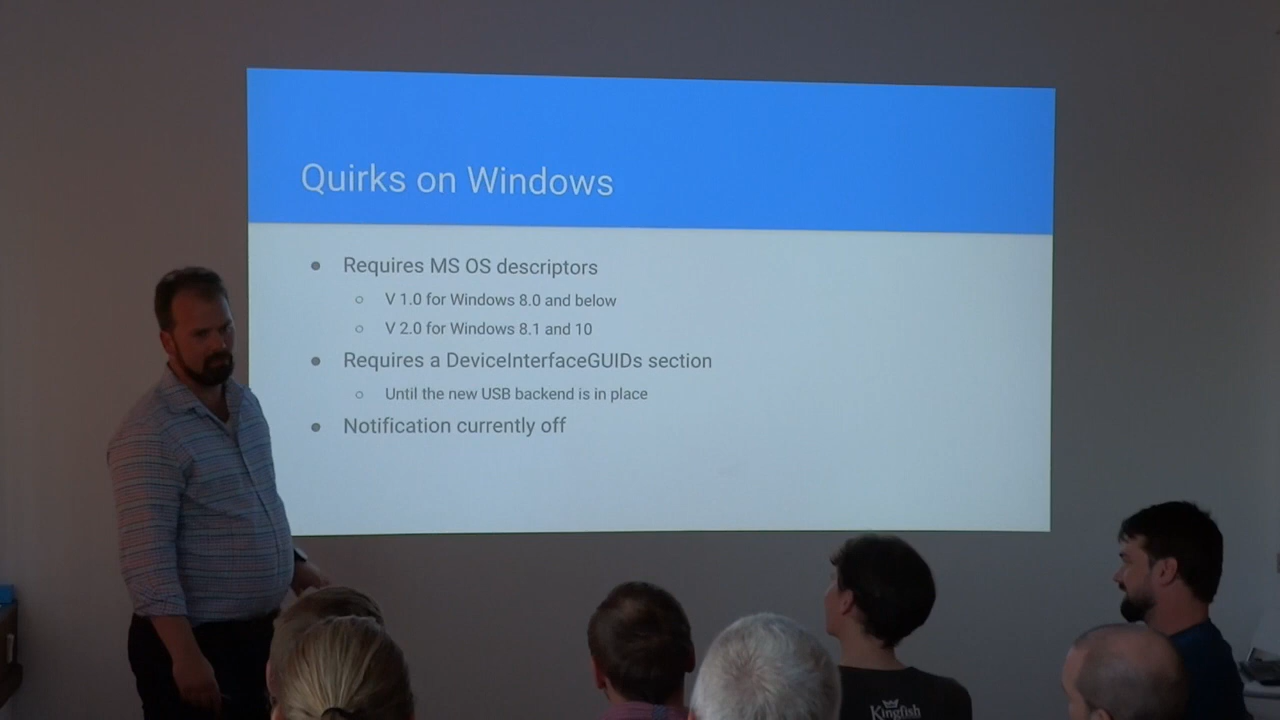 Quirks on Windows
● Requires MS OS descriptors
○ V 1.0 for Windows 8.0 and below
○ V 2.0 for Windows 8.1 and 10
● Requires a DeviceInterfaceGUIDs section
○ Until the new USB backend is in place
● Notification currently off
Kingfish